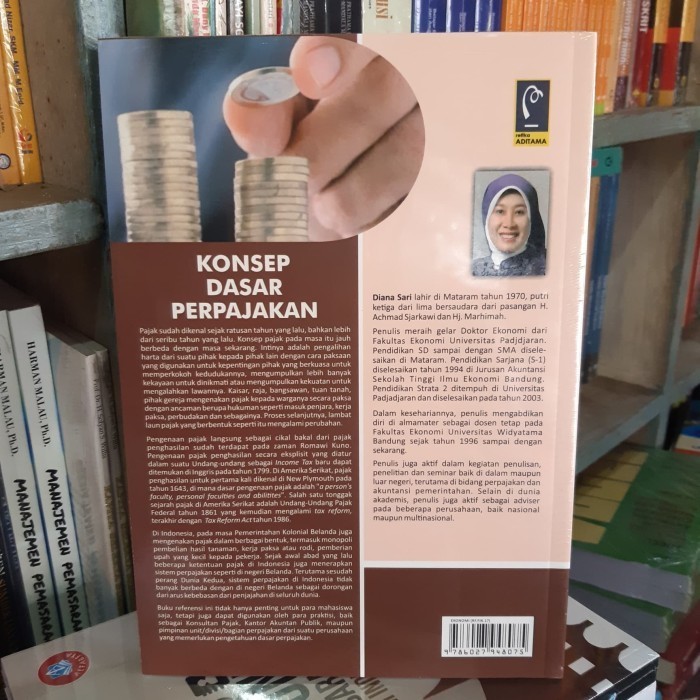 KONSEP
DASAR
PERPAJAKAN
Pajak sudah dikenal sejak ratusan tahun yang lalu, bahkan lebih
dari seribu tahun yang lalu. Konsep pajak pada masa itu jauh
berbeda dengan masa sekarang. Intinya adalah pengalihan
harta dari suatu pihak kepada pihak lain dengan cara paksaan
yang digunakan untuk kepentingan pihak yang berkuasa untuk
memperkokoh kedudukannya, mengumpulkan lebih banyak
kekayaan untuk dinikmati atau mengumpulkan kekuatan untuk
mengalahkan lawannya. Kaisar, raja, bangsawan, tuan tanah,
pihak gereja mengenakan pajak kepada warganya secara paksa
dengan ancaman berupa hukuman seperti masuk penjara, kerja
paksa, perbudakan dan sebagainya. Proses selanjutnya, lambat
laun pajak yang berbentuk seperti itu mengalami perubahan.
Pengenaan pajak langsung sebagai cikal bakal dari pajak
penghasilan sudah terdapat pada zaman Romawi Kuno.
Pengenaan pajak penghasilan secara eksplisit yang diatur
dalam suatu Undang-undang sebagai Income Tax baru dapat
ditemukan di Inggris pada tahun 1799. Di Amerika Serikat, pajak
penghasilan untuk pertama kali dikenal di New Plymouth pada
tahun 1643, di mana dasar pengenaan pajak adalah "a person's
faculty, personal faculties and abilitites". Salah satu tonggak
sejarah pajak di Amerika Serikat adalah Undang-Undang Pajak
Federal tahun 1861 yang kemudian mengalami tax reform,
terakhir dengan Tax Reform Act tahun 1986.
Di Indonesia, pada masa Pemerintahan Kolonial Belanda juga
mengenakan pajak dalam berbagai bentuk, termasuk monopoli
pembelian hasil tanaman, kerja paksa atau rodi, pemberian
upah yang kecil kepada pekerja. Sejak awal abad yang lalu
beberapa ketentuan pajak di Indonesia juga menerapkan
sistem perpajakan seperti di negeri Belanda. Terutama sesudah
perang Dunia Kedua, sistem perpajakan di Indonesia tidak
banyak berbeda dengan di negeri Belanda sebagai dorongan
dari arus kebebasan dari penjajahan di seluruh dunia.
Buku referensi ini tidak hanya penting untuk para mahasiswa
saja, tetapi juga dapat digunakan oleh para praktisi, baik
sebagai Konsultan Pajak, Kantor Akuntan Publik, maupun
pimpinan unit/divisi/bagian perpajakan dari suatu perusahaan
yang memerlukan pengetahuan dasar perpajakan.
refika
ADITAMA
Diana Sari lahir di Mataram tahun 1970, putri
ketiga dari lima bersaudara dari pasangan H.
Achmad Sjarkawi dan Hj. Marhimah.
Penulis meraih gelar Doktor Ekonomi dari
Fakultas Ekonomi Universitas Padjdjaran.
Pendidikan SD sampai dengan SMA disele-
saikan di Mataram. Pendidikan Sarjana (S-1)
diselesaikan tahun 1994 di Jurusan Akuntansi
Sekolah Tinggi Ilmu Ekonomi Bandung.
Pendidikan Strata 2 ditempuh di Universitas
Padjadjaran dan diselesaikan pada tahun 2003.
Dalam kesehariannya, penulis mengabdikan
diri di almamater sebagai dosen tetap pada
Fakultas Ekonomi Universitas Widyatama
Bandung sejak tahun 1996 sampai dengan
sekarang.
Penulis juga aktif dalam kegiatan penulisan,
penelitian dan seminar baik di dalam maupun
luar negeri, terutama di bidang perpajakan dan
akuntansi pemerintahan. Selain di dunia
akademis, penulis juga aktif sebagai adviser
pada beberapa perusahaan, baik nasional
maupun multinasional.
9 786027 948075
HARMAN MALAU, Ph.D.
MANAJEMEN PEMASARAN
MANAJEMEN PEMASARAN